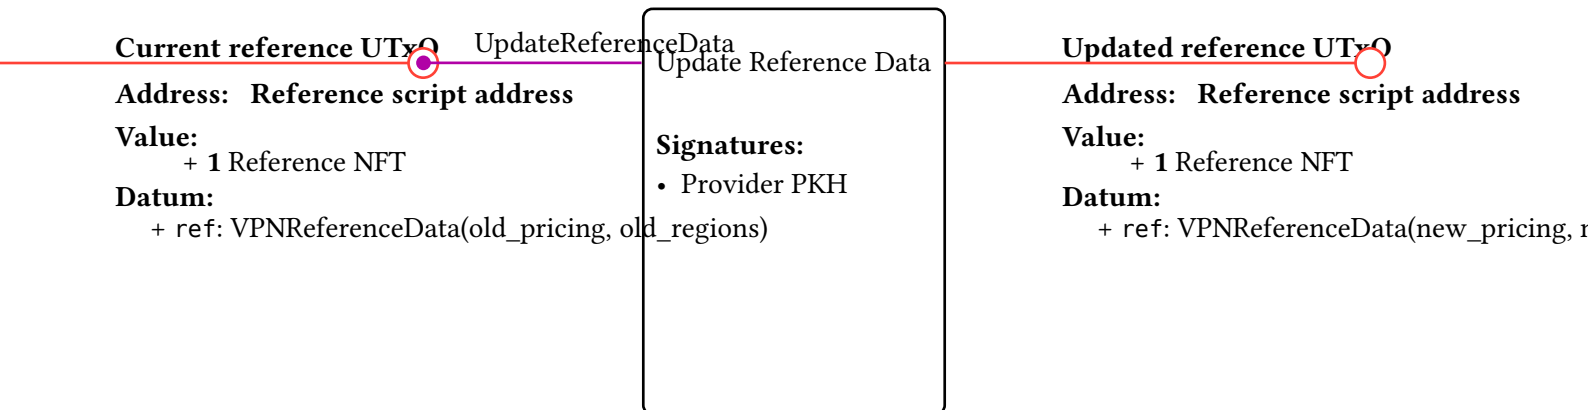 Current reference UTxO
Address: Reference script address
Value:
+ 1 Reference NFT
Datum:
+ ref: VPNReferenceData(old_pricing, old_regions)
UpdateReferenceData
Update Reference Data
Signatures:
• Provider PKH
Updated reference UTxO
Address: Reference script address
Value:
+ 1 Reference NFT
Datum:
+ ref: VPNReferenceData(new_pricing,